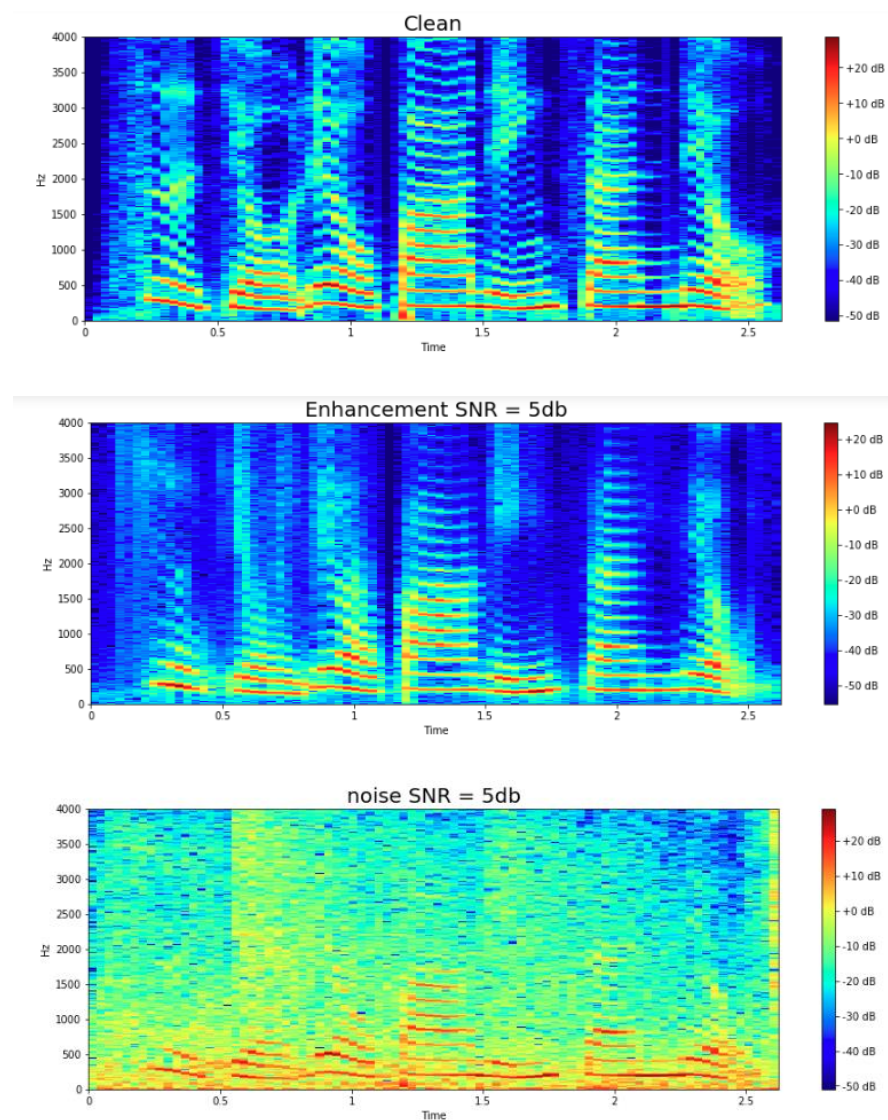 Clean
4000
3500
3000
2500
2000
1500
1000
500
0
Hz
0 0.5 1 1.5 2 2.5
Time
+20 dB
+10 dB
+0 dB
-10 dB
-20 dB
-30 dB
-40 dB
-50 dB
Enhancement SNR = 5db
4000
3500
3000
2500
2000
1500
1000
500
0
Hz
0 0.5 1 1.5 2 2.5
Time
+20 dB
+10 dB
+0 dB
-10 dB
-20 dB
-30 dB
-40 dB
-50 dB
noise SNR = 5db
4000
3500
3000
2500
2000
1500
1000
500
0
Hz
0 0.5 1 1.5 2 2.5
Time
+20 dB
+10 dB
+0 dB
-10 dB
-20 dB
-30 dB
-40 dB
-50 dB